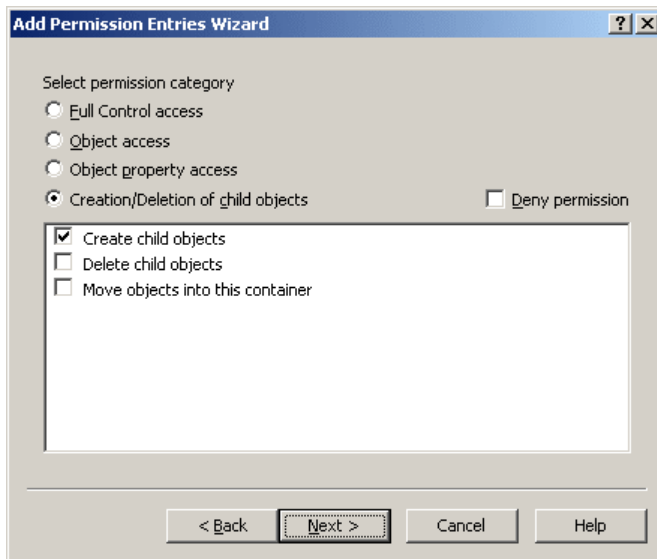 Add Permission Entries Wizard
Select permission category
Full Control access
Object access
Object property access
Creation/Deletion of child objects
Deny permission
Create child objects
Delete child objects
Move objects into this container
< Back
Next >
Cancel
Help